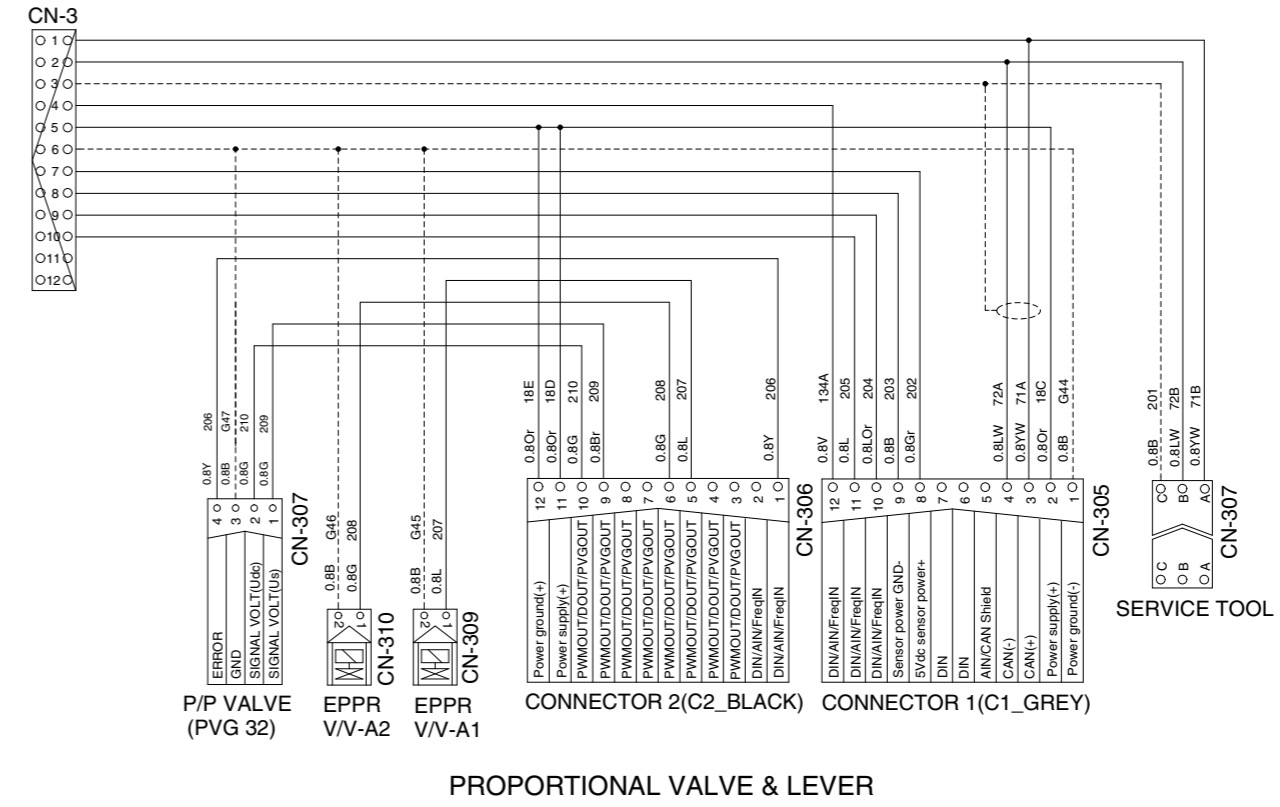 CN-3
1
2
3
4
5
6
7
8
9
10
11
12
0.8Y 206
0.8B G47
0.8G 210
0.8G 209
4
3
2
1
CN-307
ERROR
GND
SIGNAL VOLT(Udc)
SIGNAL VOLT(Us)
P/P VALVE
(PVG 32)
0.8B G46
0.8G 208
2
1
CN-310
EPPR
V/V-A2
0.8B G45
0.8L 207
2
1
CN-309
EPPR
V/V-A1
0.8Or 18E
0.8Or 18D
0.8G 210
0.8Br 209
0.8G 208
0.8L 207
0.8Y 206
12
11
10
9
8
7
6
5
4
3
2
1
CN-306
Power ground(+)
Power supply(+)
PWMOUT/DOUT/PVGOUT
PWMOUT/DOUT/PVGOUT
PWMOUT/DOUT/PVGOUT
PWMOUT/DOUT/PVGOUT
PWMOUT/DOUT/PVGOUT
PWMOUT/DOUT/PVGOUT
PWMOUT/DOUT/PVGOUT
PWMOUT/DOUT/PVGOUT
DIN/AIN/FreqIN
DIN/AIN/FreqIN
CONNECTOR 2(C2_BLACK)
0.8V 134A
0.8L 205
0.8LOr 204
0.8B 203
0.8Gr 202
0.8LW 72A
0.8YW 71A
0.8Or 18C
0.8B G44
12
11
10
9
8
7
6
5
4
3
2
1
CN-305
DIN/AIN/FreqIN
DIN/AIN/FreqIN
DIN/AIN/FreqIN
Sensor power GND-
5Vdc sensor power+
DIN
DIN
AIN/CAN Shield
CAN(-)
CAN(+)
Power supply(+)
Power ground(-)
CONNECTOR 1(C1_GREY)
0.8B 201
0.8LW 72B
0.8YW 71B
C
B
A
CN-307
C
B
A
SERVICE TOOL
PROPORTIONAL VALVE & LEVER